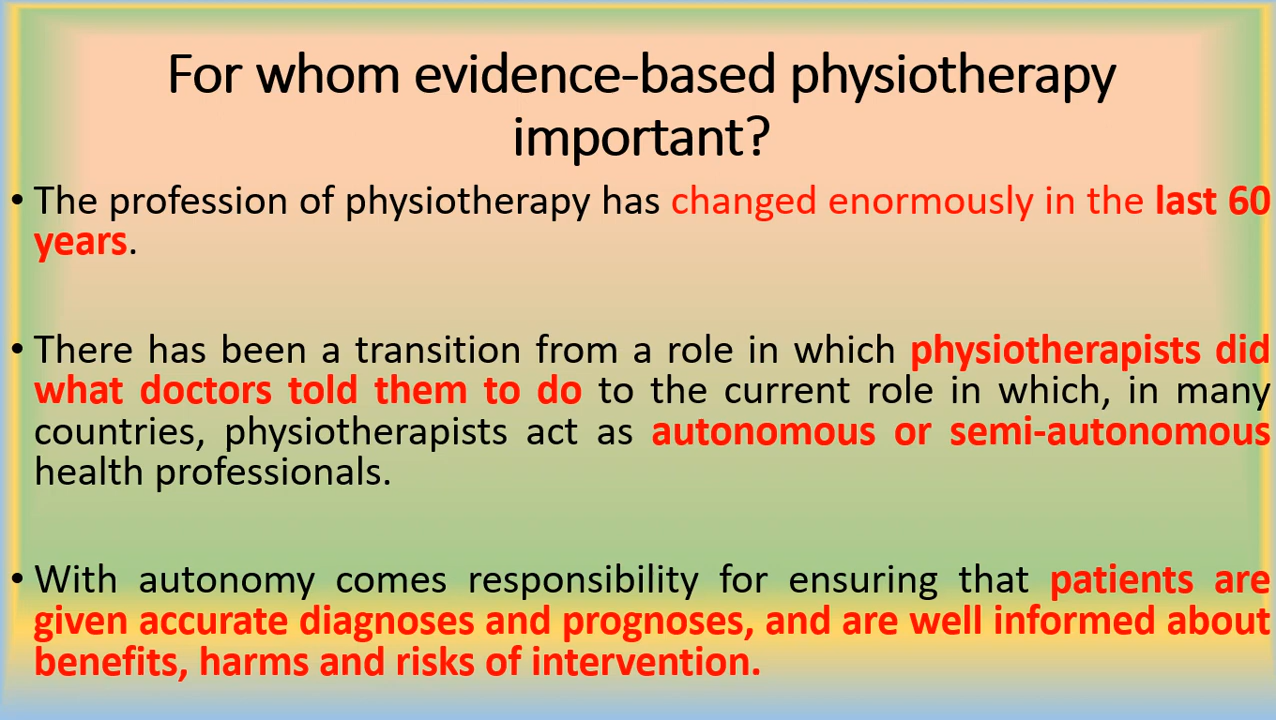 For whom evidence-based physiotherapy
important?
• The profession of physiotherapy has changed enormously in the last 60
years.
• There has been a transition from a role in which physiotherapists did
what doctors told them to do to the current role in which, in many
countries, physiotherapists act as autonomous or semi-autonomous
health professionals.
• With autonomy comes responsibility for ensuring that patients are
given accurate diagnoses and prognoses, and are well informed about
benefits, harms and risks of intervention.